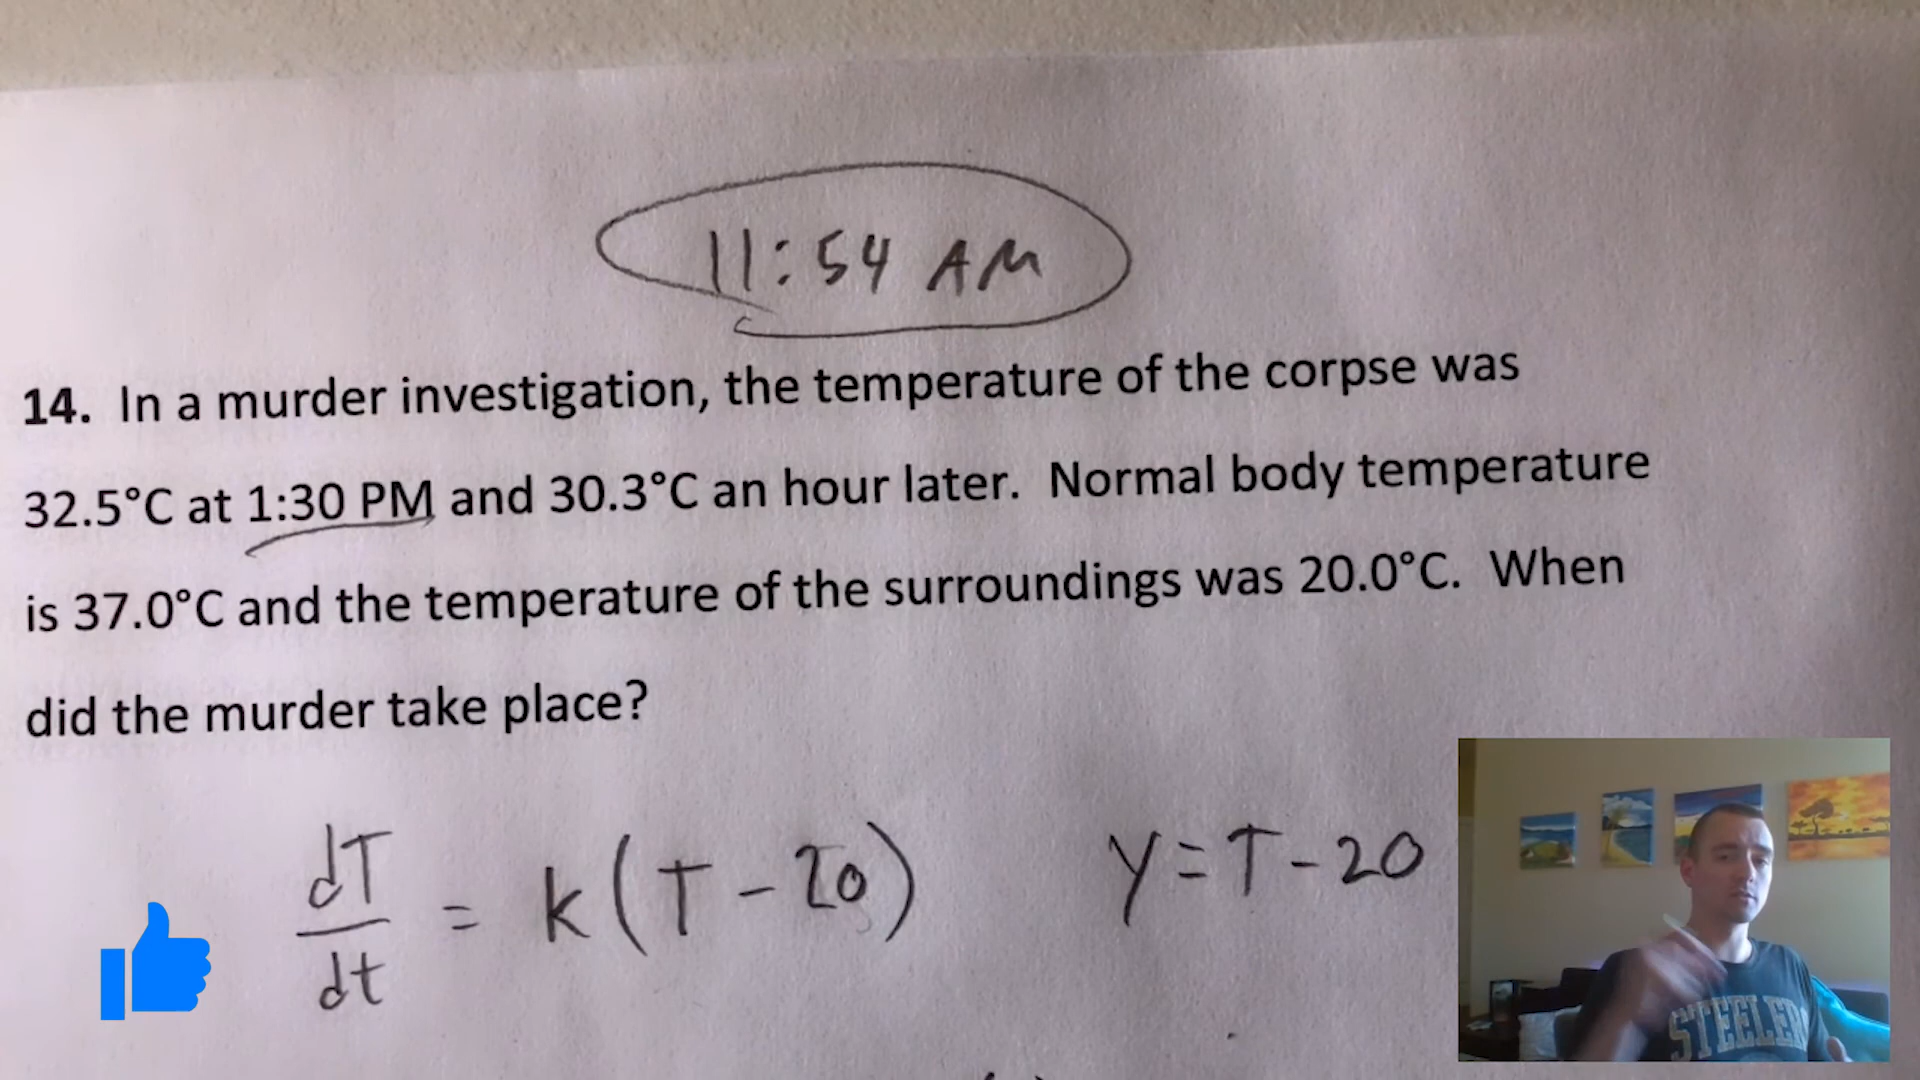 11:54 AM
14. In a murder investigation, the temperature of the corpse was
32.5°C at 1:30 PM and 30.3°C an hour later. Normal body temperature
is 37.0°C and the temperature of the surroundings was 20.0°C. When
did the murder take place?
dT/dt = k(T-20) y=T-20
STEELER